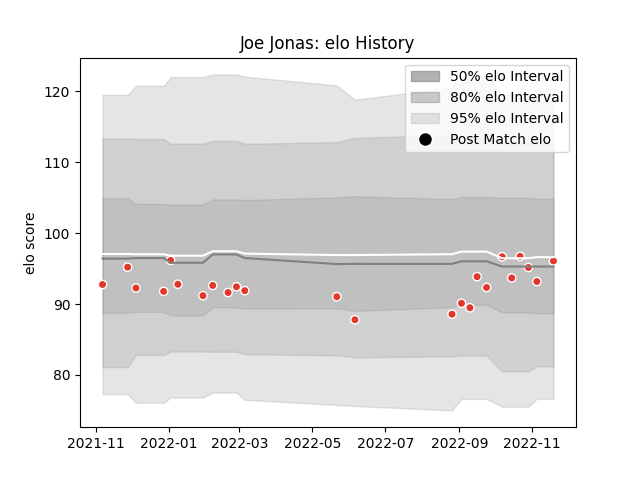 Joe Jonas: elo History
50% elo Interval
80% elo Interval
95% elo Interval
Post Match elo
elo score
120
110
100
90
80
2021-11 2022-01 2022-03 2022-05 2022-07 2022-09 2022-11